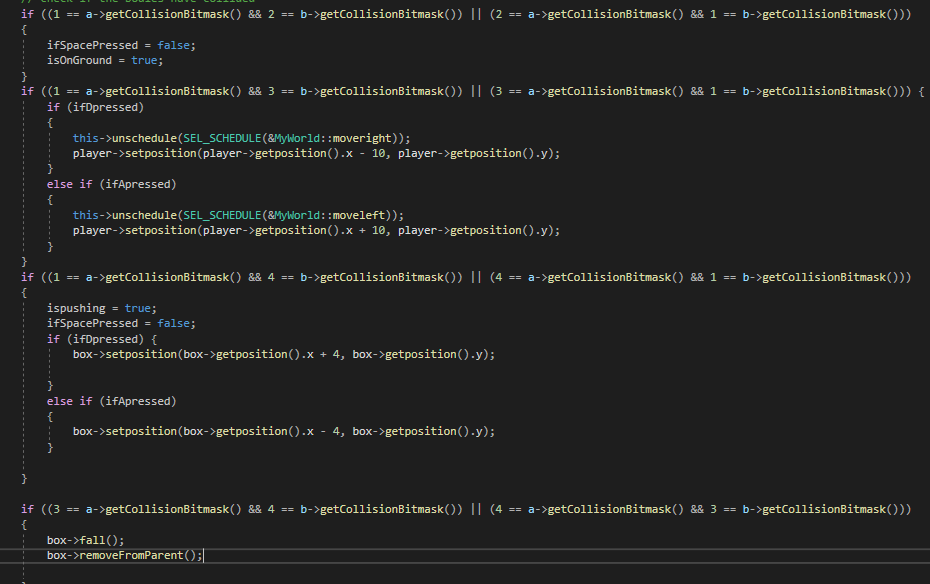 // check if the bodies have collided
if ((1 == a->getCollisionBitmask() && 2 == b->getCollisionBitmask()) || (2 == a->getCollisionBitmask() && 1 == b->getCollisionBitmask()))
{
    ifSpacePressed = false;
    isOnGround = true;
}
if ((1 == a->getCollisionBitmask() && 3 == b->getCollisionBitmask()) || (3 == a->getCollisionBitmask() && 1 == b->getCollisionBitmask())) {
    if (ifDpressed)
    {
        this->unschedule(SEL_SCHEDULE(&MyWorld::moveright));
        player->setposition(player->getposition().x - 10, player->getposition().y);
    }
    else if (ifApressed)
    {
        this->unschedule(SEL_SCHEDULE(&MyWorld::moveleft));
        player->setposition(player->getposition().x + 10, player->getposition().y);
    }
}
if ((1 == a->getCollisionBitmask() && 4 == b->getCollisionBitmask()) || (4 == a->getCollisionBitmask() && 1 == b->getCollisionBitmask()))
{
    ispushing = true;
    ifSpacePressed = false;
    if (ifDpressed) {
        box->setposition(box->getposition().x + 4, box->getposition().y);
    }
    else if (ifApressed)
    {
        box->setposition(box->getposition().x - 4, box->getposition().y);
    }
}
if ((3 == a->getCollisionBitmask() && 4 == b->getCollisionBitmask()) || (4 == a->getCollisionBitmask() && 3 == b->getCollisionBitmask()))
{
    box->fall();
    box->removeFromParent();
}